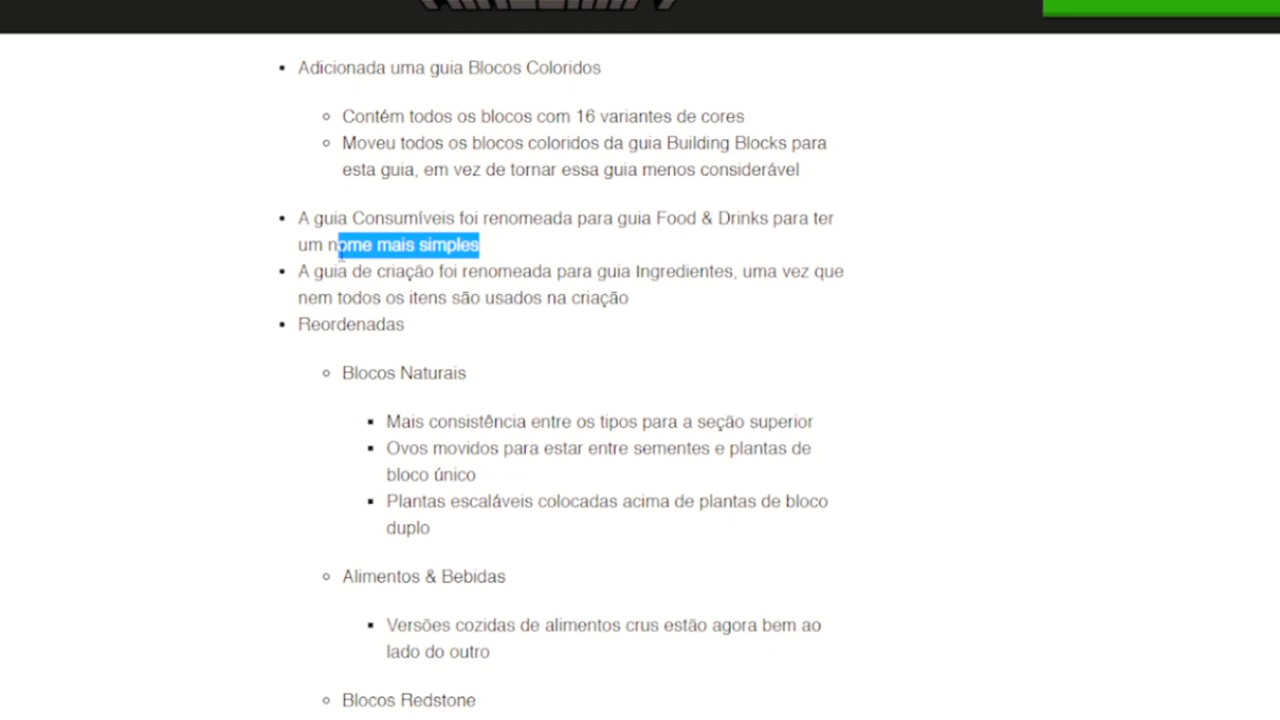 Adicionada uma guia Blocos Coloridos
Contém todos os blocos com 16 variantes de cores
Moveu todos os blocos coloridos da guia Building Blocks para
esta guia, em vez de tornar essa guia menos considerável
A guia Consumíveis foi renomeada para guia Food & Drinks para ter
um nome mais simples
A guia de criação foi renomeada para guia Ingredientes, uma vez que
nem todos os itens são usados na criação
Reordenadas
Blocos Naturais
Mais consistência entre os tipos para a seção superior
Ovos movidos para estar entre sementes e plantas de
bloco único
Plantas escaláveis colocadas acima de plantas de bloco
duplo
Alimentos & Bebidas
Versões cozidas de alimentos crus estão agora bem ao
lado do outro
Blocos Redstone